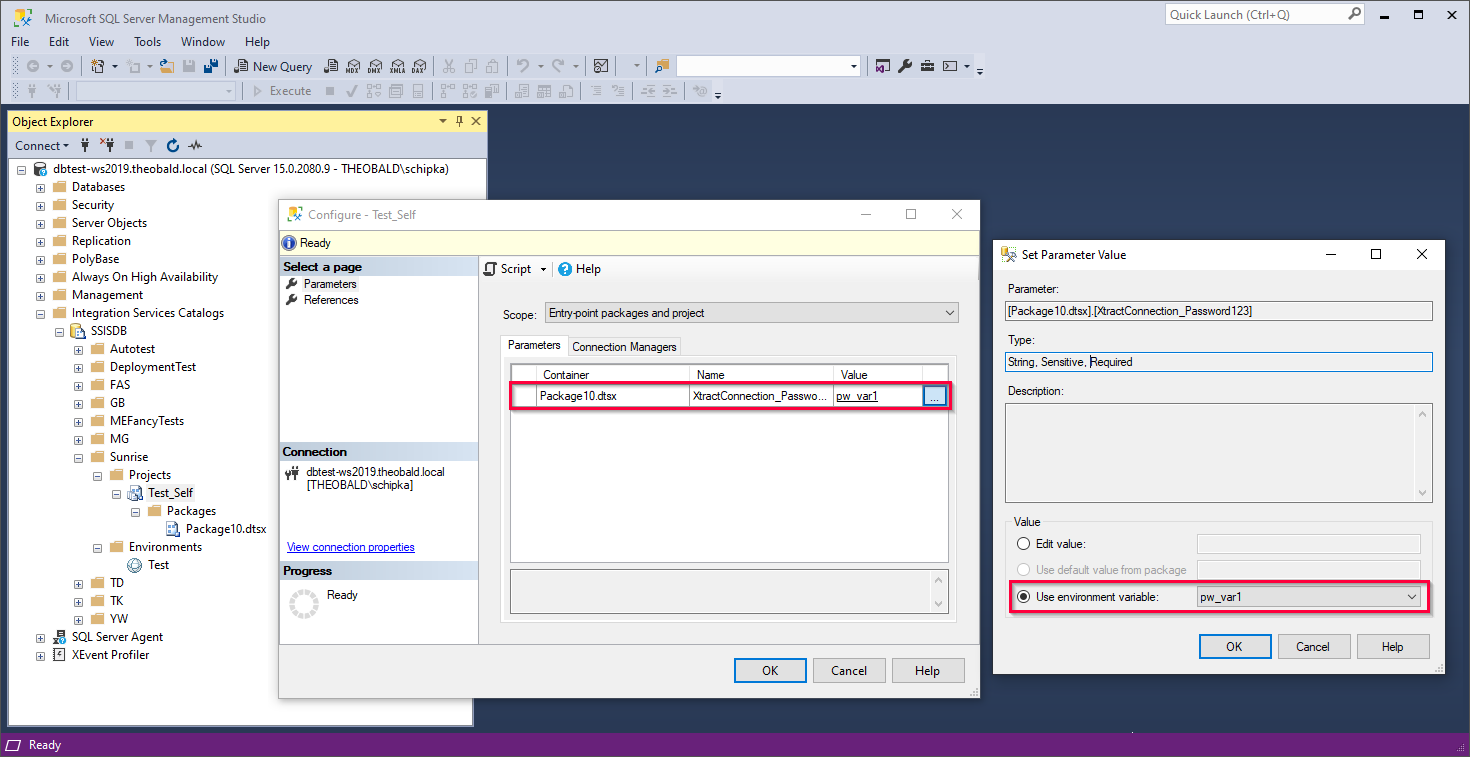 Microsoft SQL Server Management Studio
Quick Launch (Ctrl+Q)
File Edit View Tools Window Help
New Query MDX DMX XMLA DAX
Execute
Object Explorer
Connect
dbtest-ws2019.theobald.local (SQL Server 15.0.2080.9 - THEOBALD\schipka)
Databases
Security
Server Objects
Replication
PolyBase
Always On High Availability
Management
Integration Services Catalogs
SSISDB
Autotest
DeploymentTest
FAS
GB
MEFancyTests
MG
Sunrise
Projects
Test_Self
Packages
Package10.dtsx
Environments
Test
TD
TK
YW
SQL Server Agent
XEvent Profiler
Configure - Test_Self
Ready
Select a page
Parameters
References
Connection
dbtest-ws2019.theobald.local
[THEOBALD\schipka]
View connection properties
Progress
Ready
Script Help
Scope: Entry-point packages and project
Parameters Connection Managers
Container Name Value
Package10.dtsx XtractConnection_Passwo... pw_var1 ...
OK Cancel Help
Set Parameter Value
Parameter:
[Package10.dtsx].[XtractConnection_Password123]
Type:
String, Sensitive, Required
Description:
Value
Edit value:
Use default value from package
Use environment variable: pw_var1
OK Cancel Help
Ready